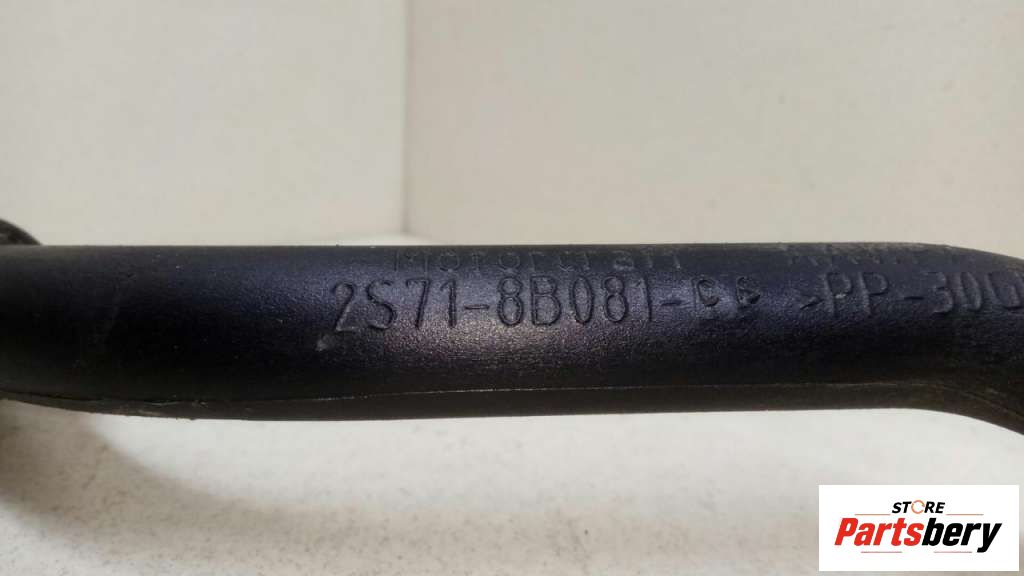 Motorcraft
2S71-8B081-
>PP-30
STORE
Partsbery